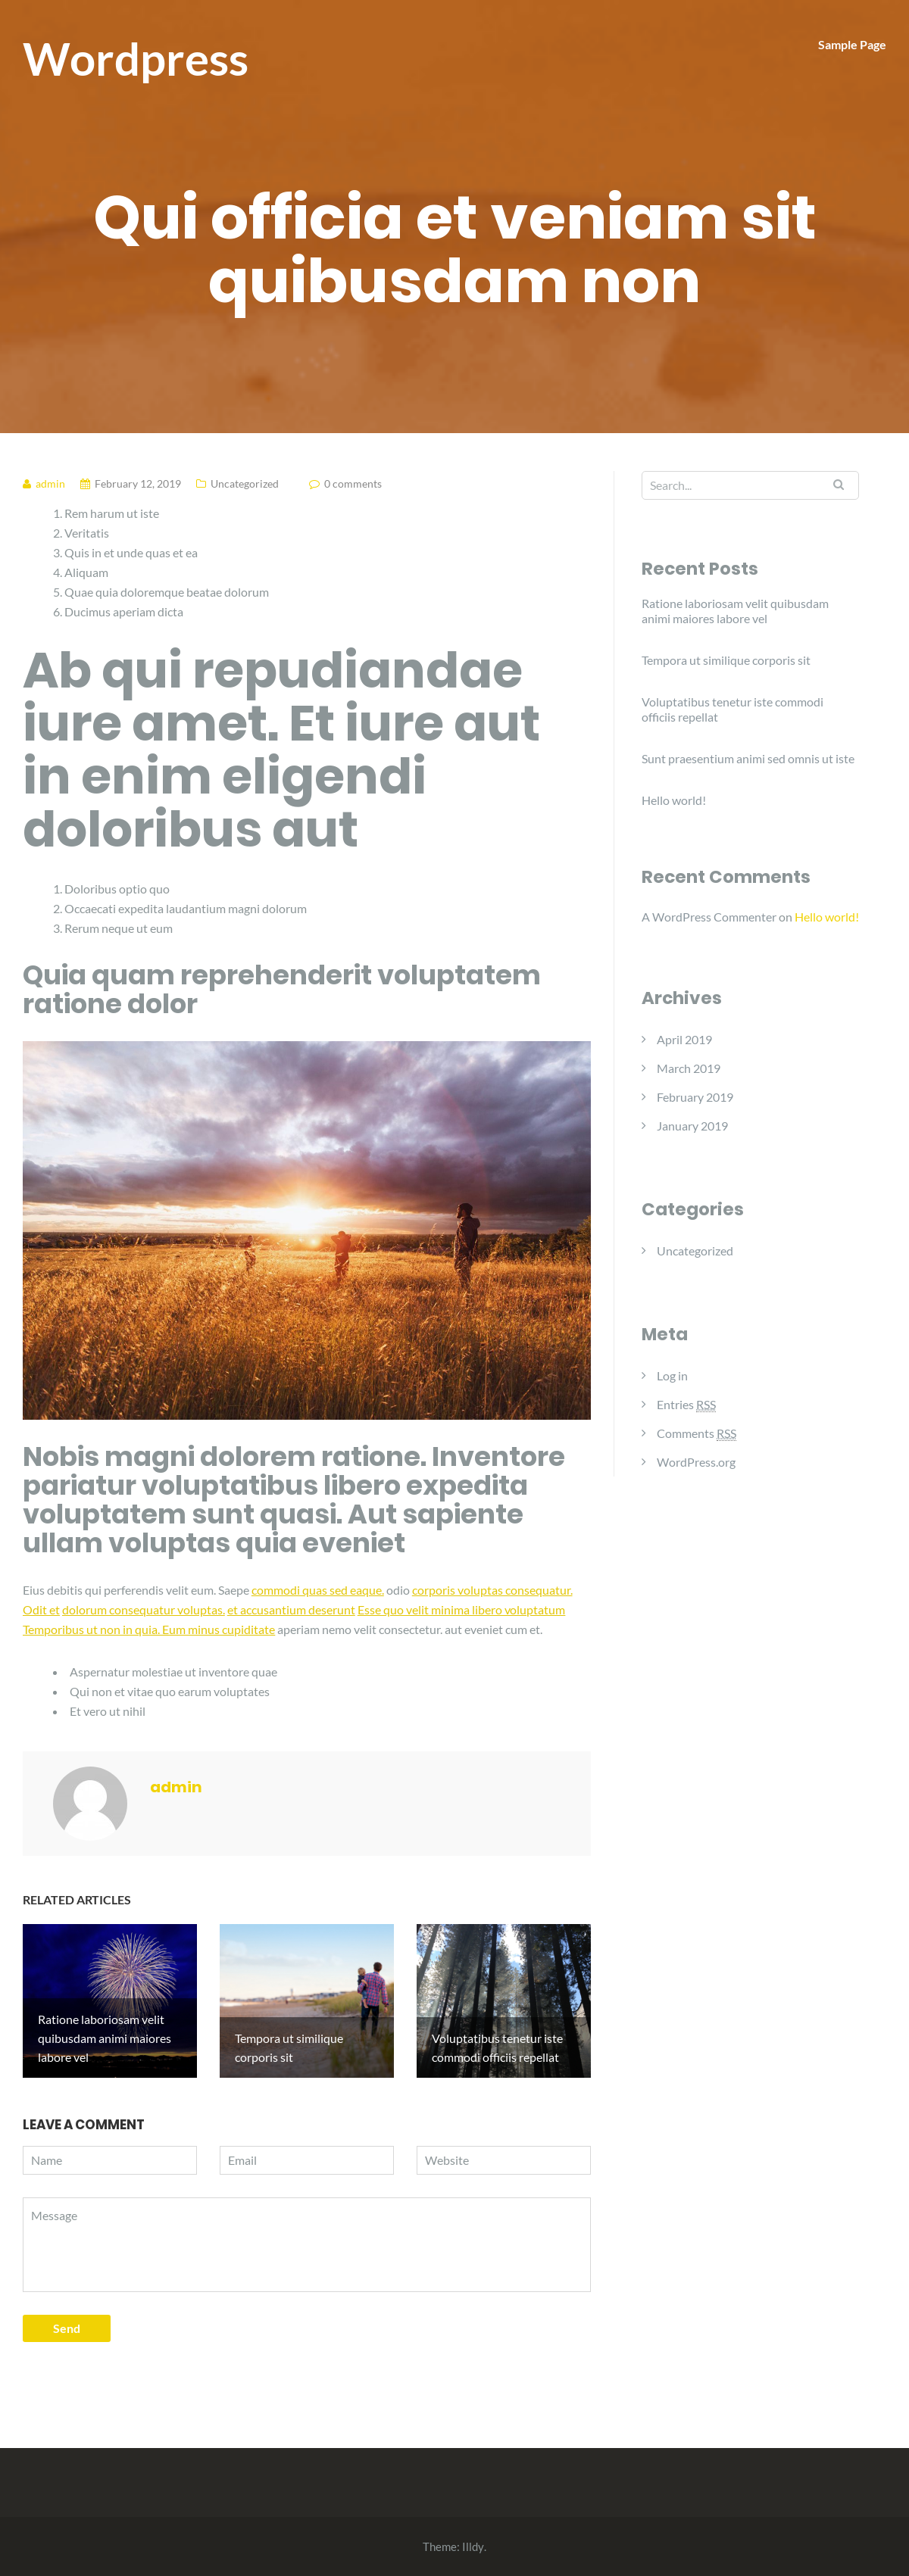 Wordpress
Sample Page
Qui officia et veniam sit
quibusdam non
admin February 12, 2019 Uncategorized 0 comments
1. Rem harum ut iste
2. Veritatis
3. Quis in et unde quas et ea
4. Aliquam
5. Quae quia doloremque beatae dolorum
6. Ducimus aperiam dicta
Ab qui repudiandae
iure amet. Et iure aut
in enim eligendi
doloribus aut
1. Doloribus optio quo
2. Occaecati expedita laudantium magni dolorum
3. Rerum neque ut eum
Quia quam reprehenderit voluptatem
ratione dolor
Nobis magni dolorem ratione. Inventore
pariatur voluptatibus libero expedita
voluptatem sunt quasi. Aut sapiente
ullam voluptas quia eveniet
Eius debitis qui perferendis velit eum. Saepe commodi quas sed eaque. odio corporis voluptas consequatur.
Odit et dolorum consequatur voluptas. et accusantium deserunt Esse quo velit minima libero voluptatum
Temporibus ut non in quia. Eum minus cupiditate aperiam nemo velit consectetur. aut eveniet cum et.
• Aspernatur molestiae ut inventore quae
• Qui non et vitae quo earum voluptates
• Et vero ut nihil
admin
RELATED ARTICLES
Ratione laboriosam velit
quibusdam animi maiores
labore vel
Tempora ut similique
corporis sit
Voluptatibus tenetur iste
commodi officiis repellat
LEAVE A COMMENT
Name
Email
Website
Message
Send
Search...
Recent Posts
Ratione laboriosam velit quibusdam
animi maiores labore vel
Tempora ut similique corporis sit
Voluptatibus tenetur iste commodi
officiis repellat
Sunt praesentium animi sed omnis ut iste
Hello world!
Recent Comments
A WordPress Commenter on Hello world!
Archives
April 2019
March 2019
February 2019
January 2019
Categories
Uncategorized
Meta
Log in
Entries RSS
Comments RSS
WordPress.org
Theme: Illdy.